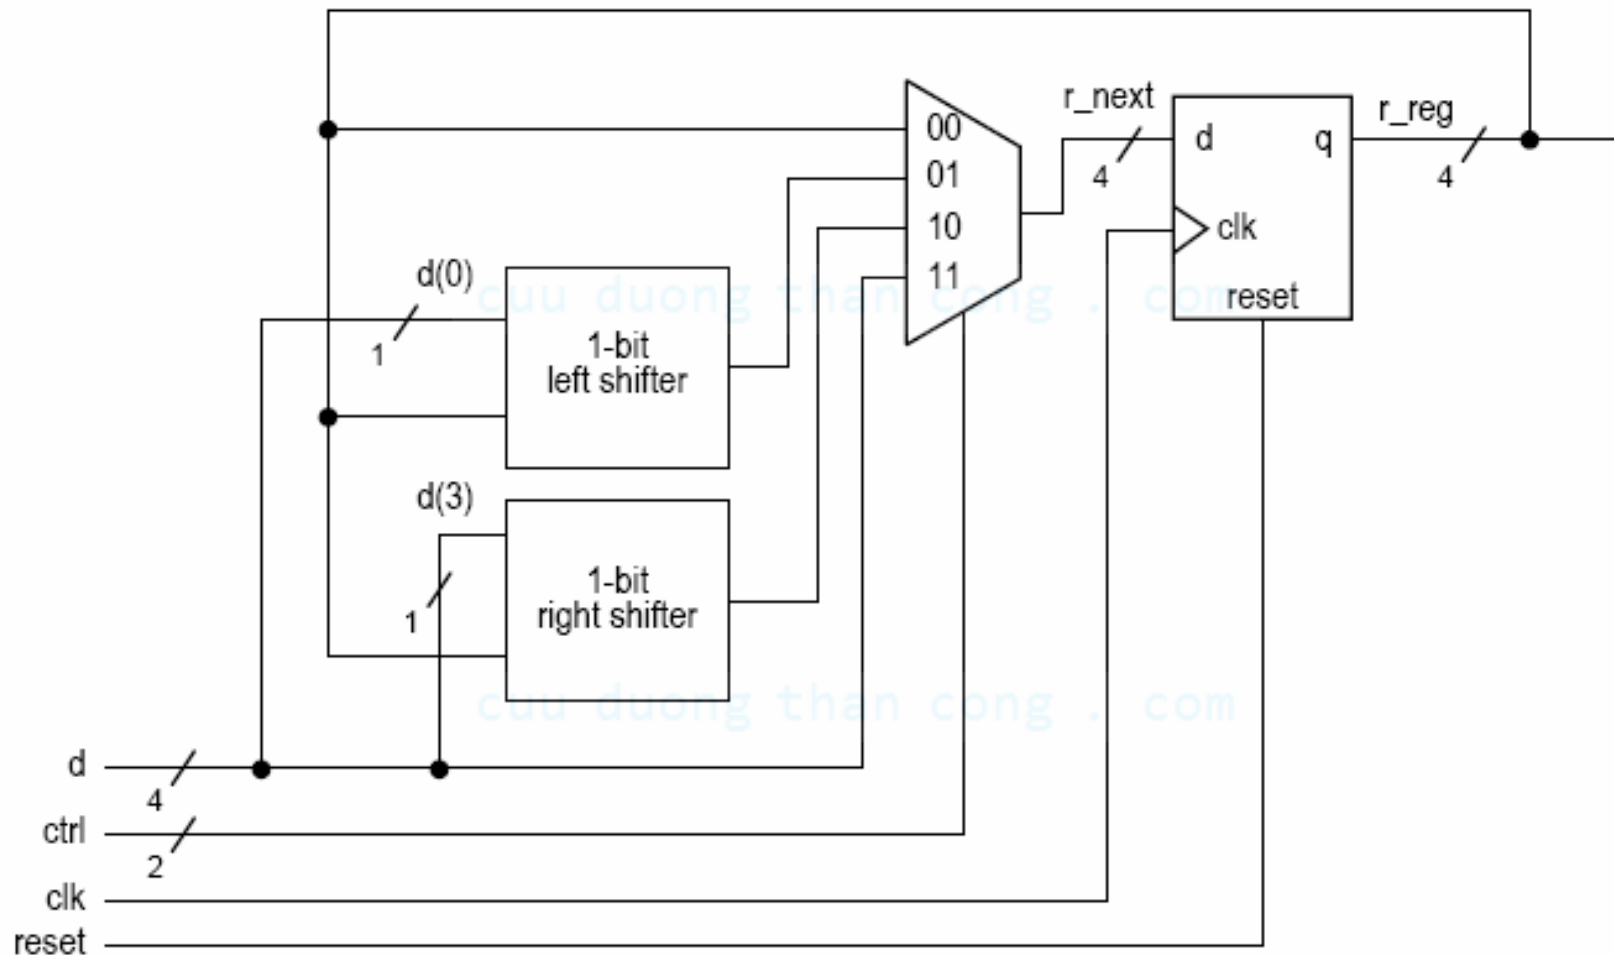 r_next
r_reg
00
d
q
01
4
4
10
clk
d(0)
11
cuu duong than cong . com
reset
1
1-bit
left shifter
d(3)
1-bit
1
right shifter
cuu duong than cong . com
d
4
ctrl
2
clk
reset